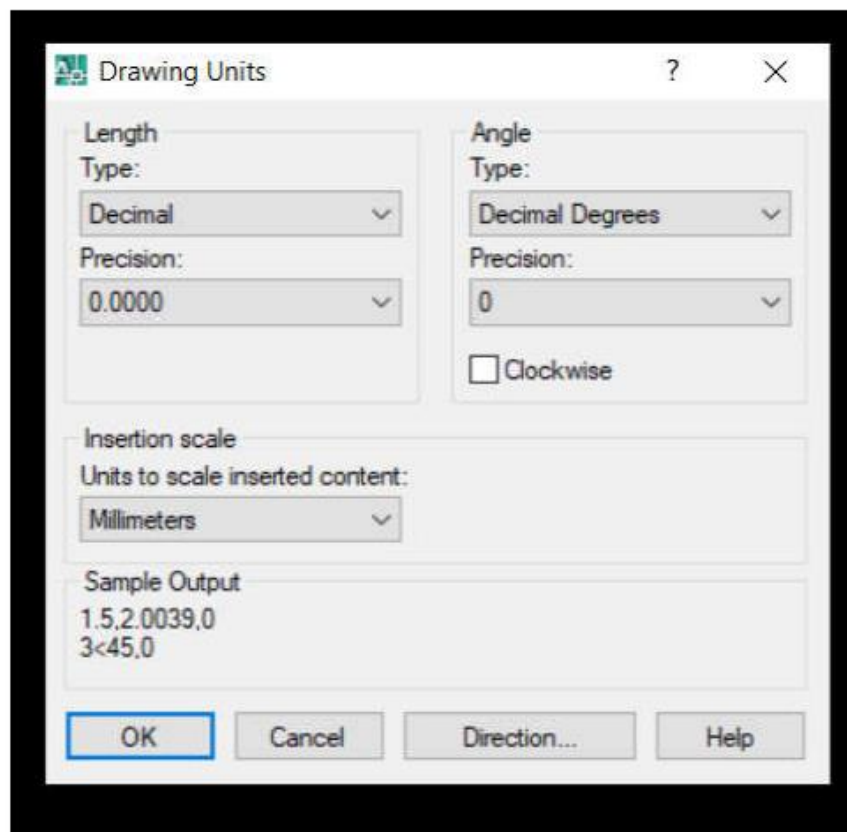 Drawing Units ?
Length
Type:
Decimal
Precision:
0.0000
Angle
Type:
Decimal Degrees
Precision:
0
Clockwise
Insertion scale
Units to scale inserted content:
Millimeters
Sample Output
1.5,2.0039,0
3<45,0
OK Cancel Direction... Help